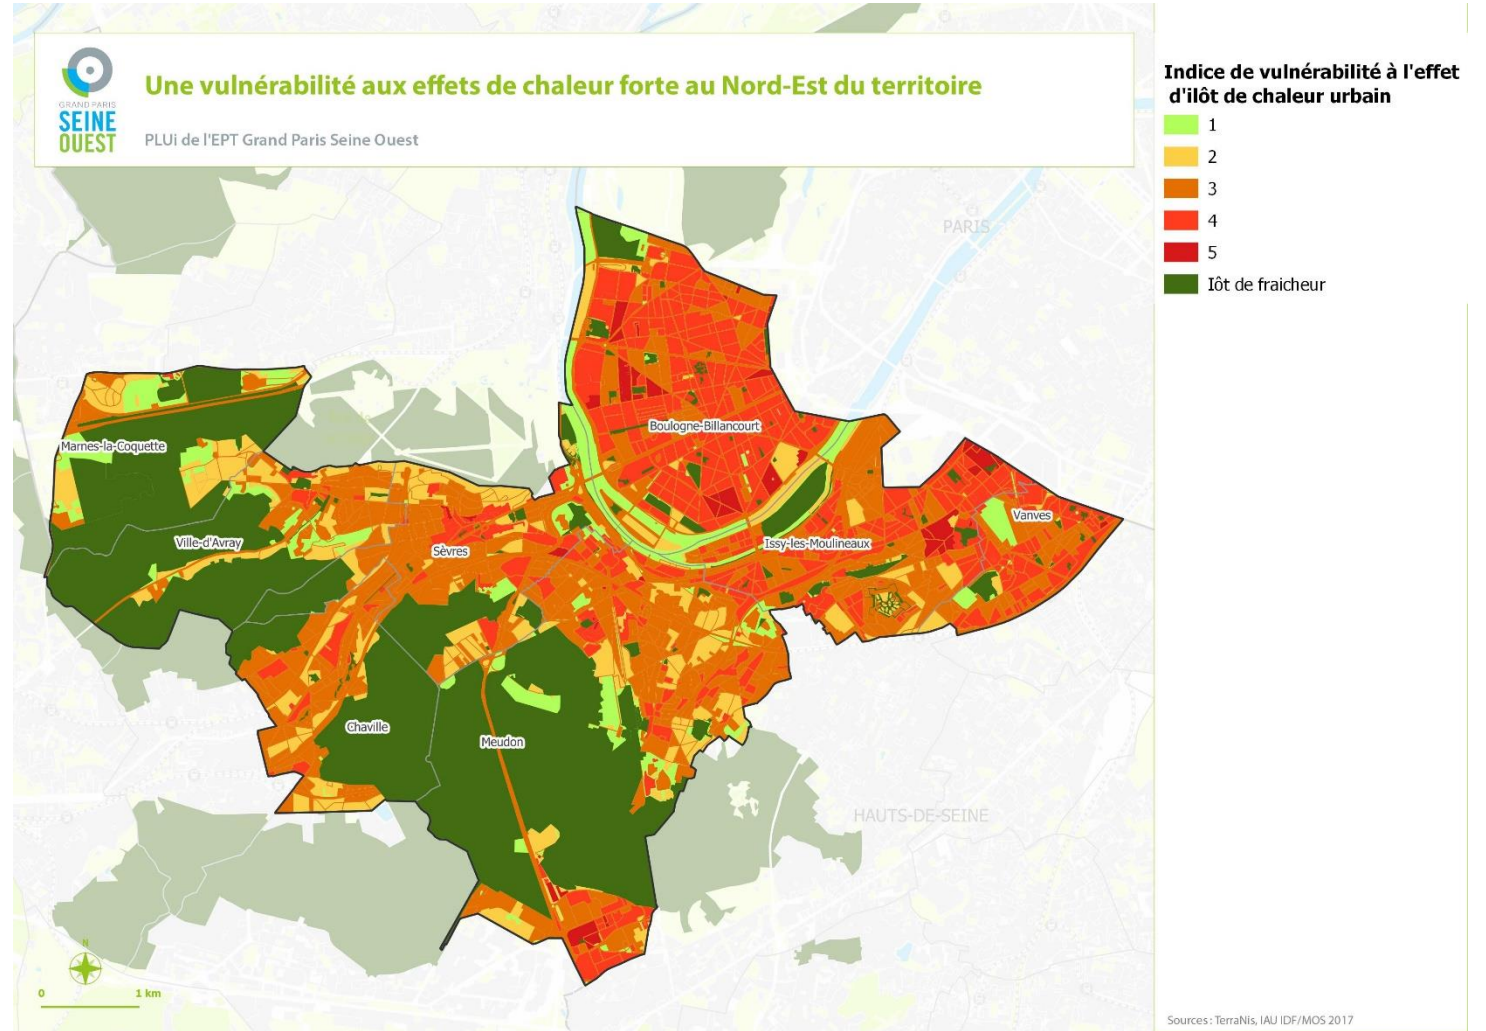 GRAND PARIS
SEINE
OUEST
Une vulnérabilité aux effets de chaleur forte au Nord-Est du territoire
PLUi de l'EPT Grand Paris Seine Ouest
Indice de vulnérabilité à l'effet
d'ilôt de chaleur urbain
1
2
3
4
5
Iôt de fraicheur
PARIS
Boulogne-Billancourt
Marnes-la-Coquette
Vanves
Ville-d'Avray
Issy-les-Moulineaux
Sèvres
Chaville
Meudon
HAUTS-DE-SEINE
N
0 1 km
Sources : TerraNis, IAU IDF/MOS 2017